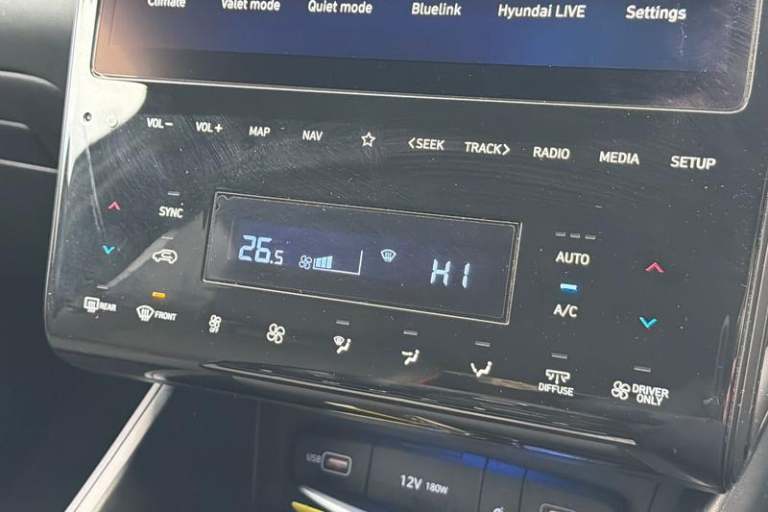 Climate Valet mode Quiet mode Bluelink Hyundai LIVE Settings
VOL− VOL+ MAP NAV <SEEK TRACK> RADIO MEDIA SETUP
SYNC
26.5
HI
AUTO
A/C
REAR
FRONT
OFF
DIFFUSE
DRIVER
ONLY
USB
12V 180W